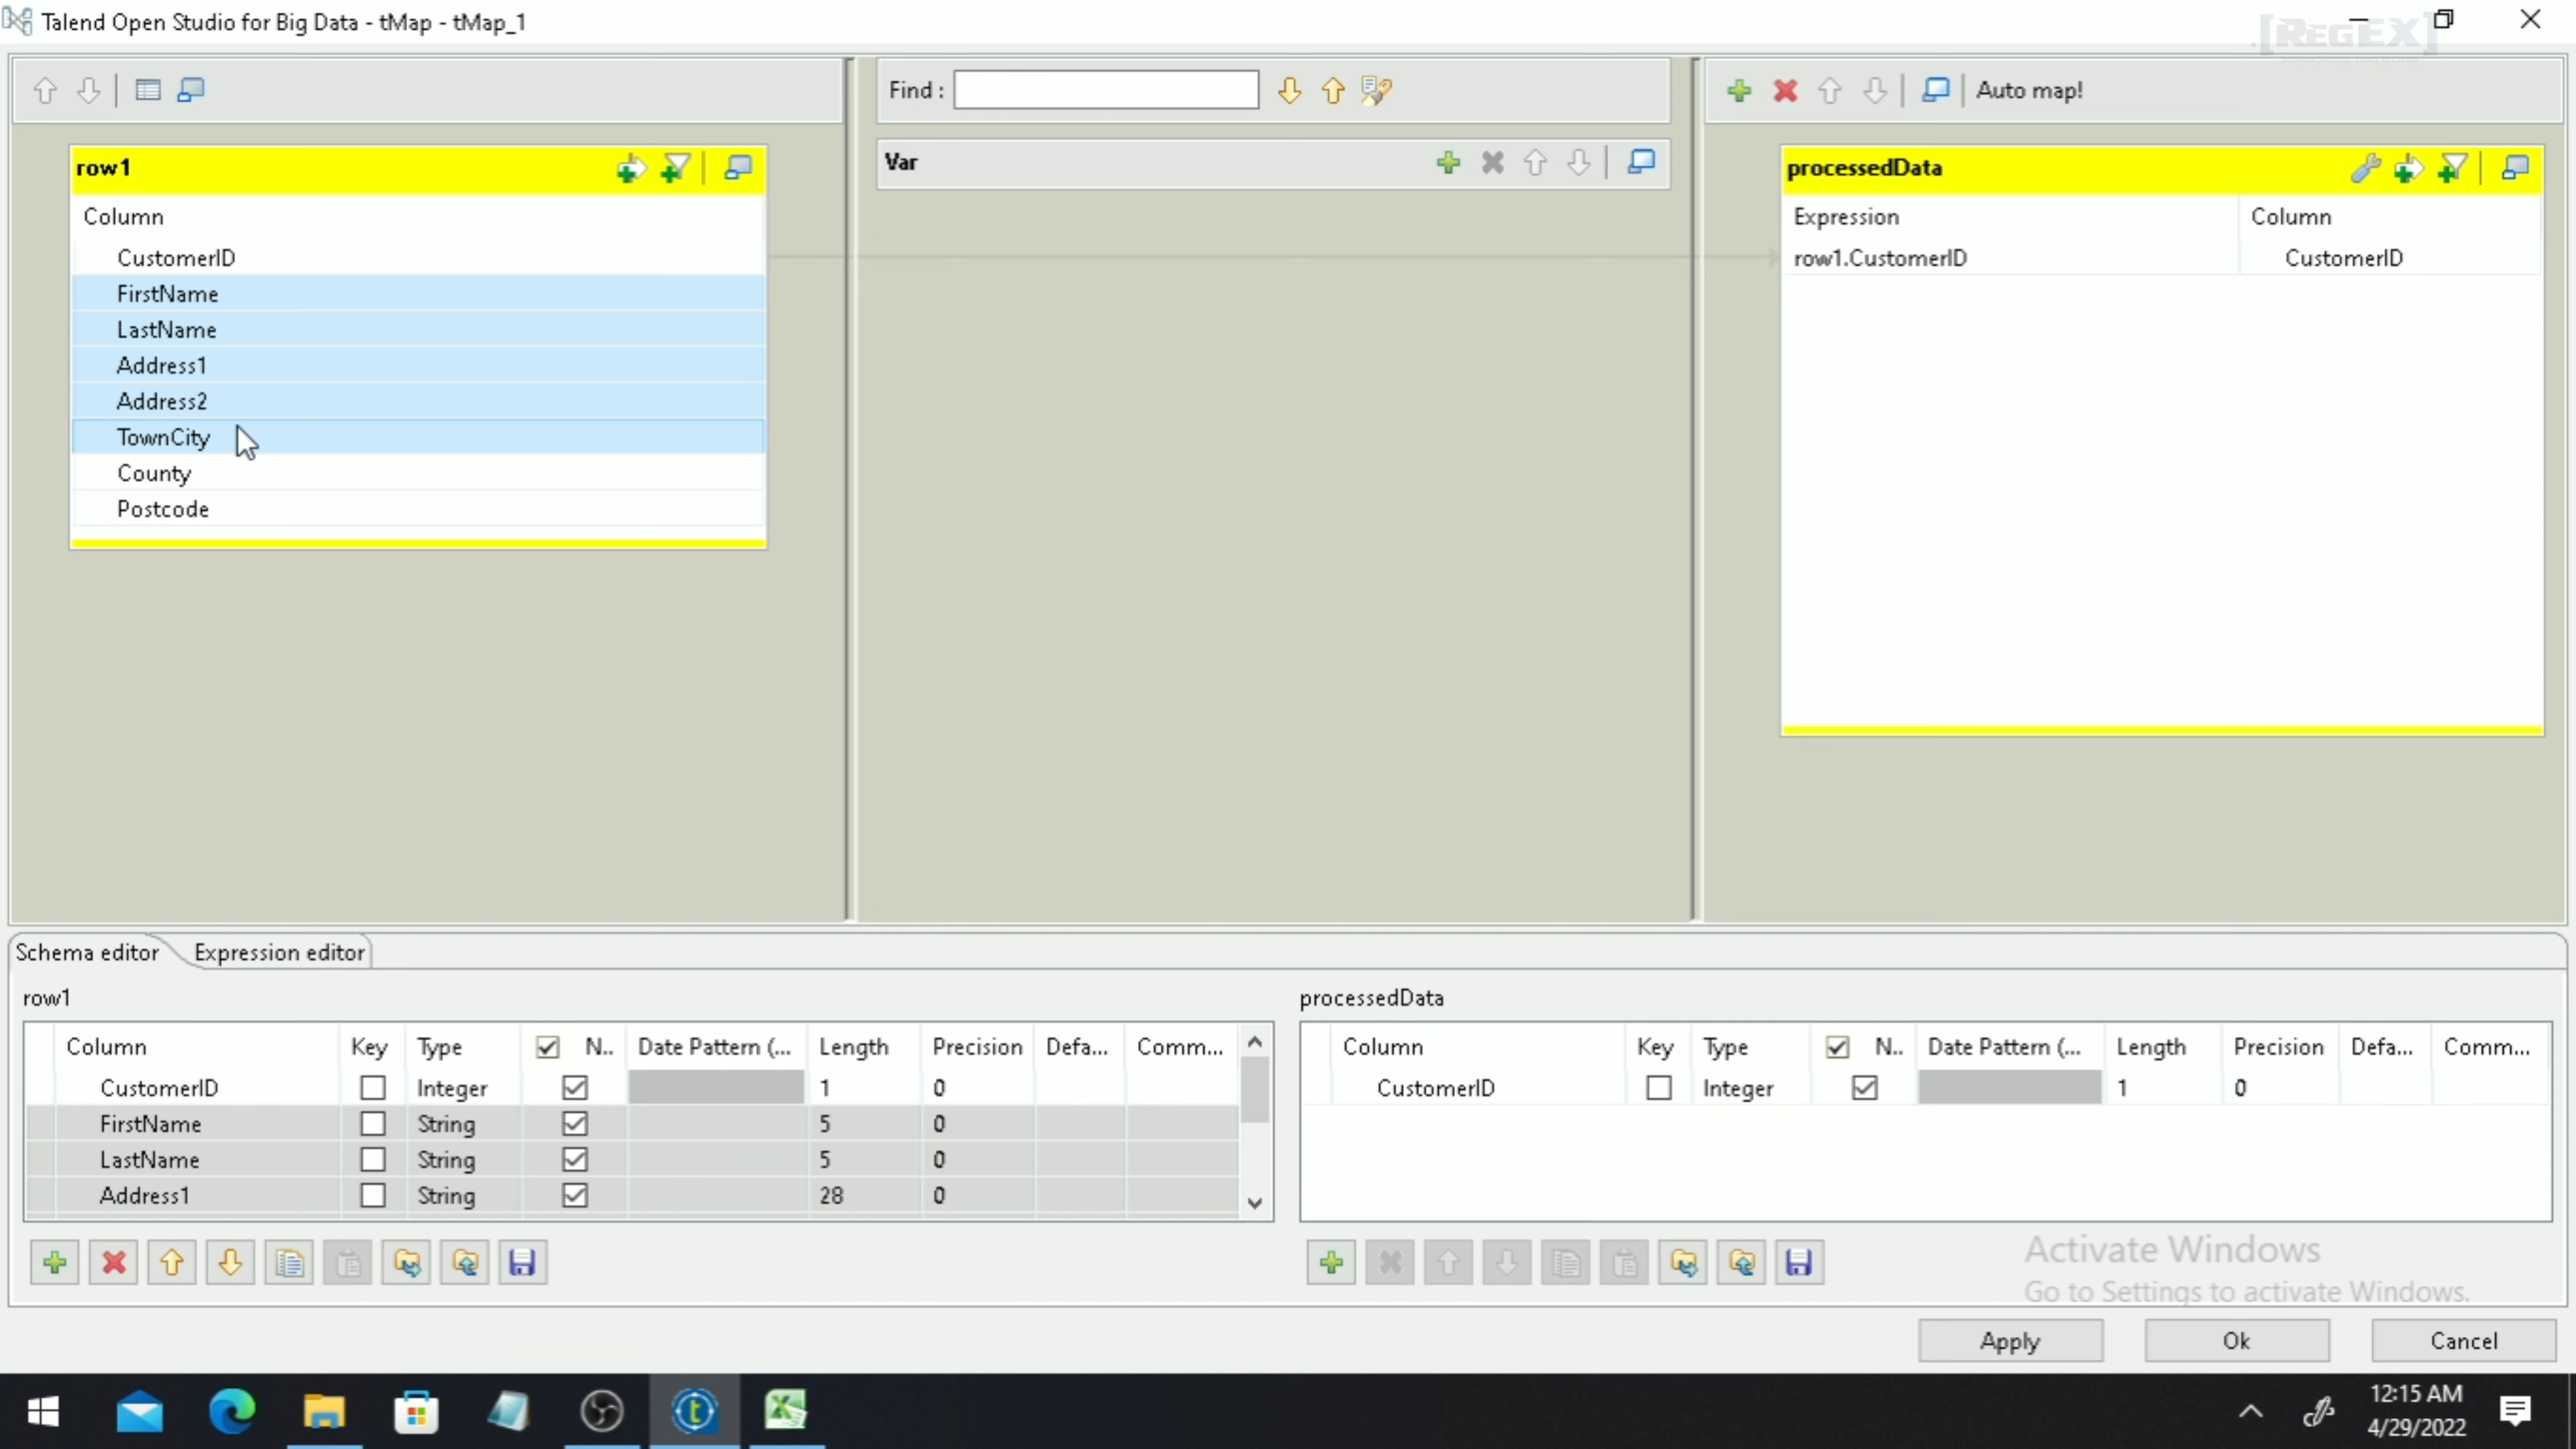 Talend Open Studio for Big Data - tMap - tMap_1
[RegEX]
Find :
Auto map!
row1
Column
CustomerID
FirstName
LastName
Address1
Address2
TownCity
County
Postcode
Var
processedData
Expression Column
row1.CustomerID CustomerID
Schema editor Expression editor
row1
Column Key Type N.. Date Pattern (... Length Precision Defa... Comm...
CustomerID Integer 1 0
FirstName String 5 0
LastName String 5 0
Address1 String 28 0
processedData
Column Key Type N.. Date Pattern (... Length Precision Defa... Comm...
CustomerID Integer 1 0
Activate Windows
Go to Settings to activate Windows.
Apply Ok Cancel
12:15 AM
4/29/2022